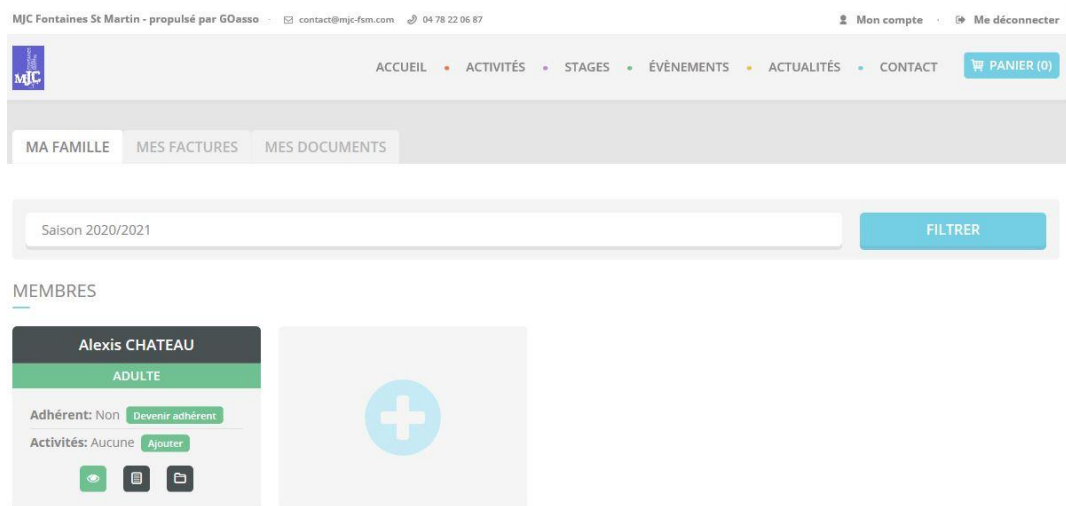 MJC Fontaines St Martin - propulsé par GOasso · contact@mjc-fsm.com 04 78 22 06 87 Mon compte · Me déconnecter
MJC ACCUEIL • ACTIVITÉS • STAGES • ÉVÈNEMENTS • ACTUALITÉS • CONTACT PANIER (0)
MA FAMILLE MES FACTURES MES DOCUMENTS
Saison 2020/2021 FILTRER
MEMBRES
Alexis CHATEAU
ADULTE
Adhérent: Non Devenir adhérent
Activités: Aucune Ajouter